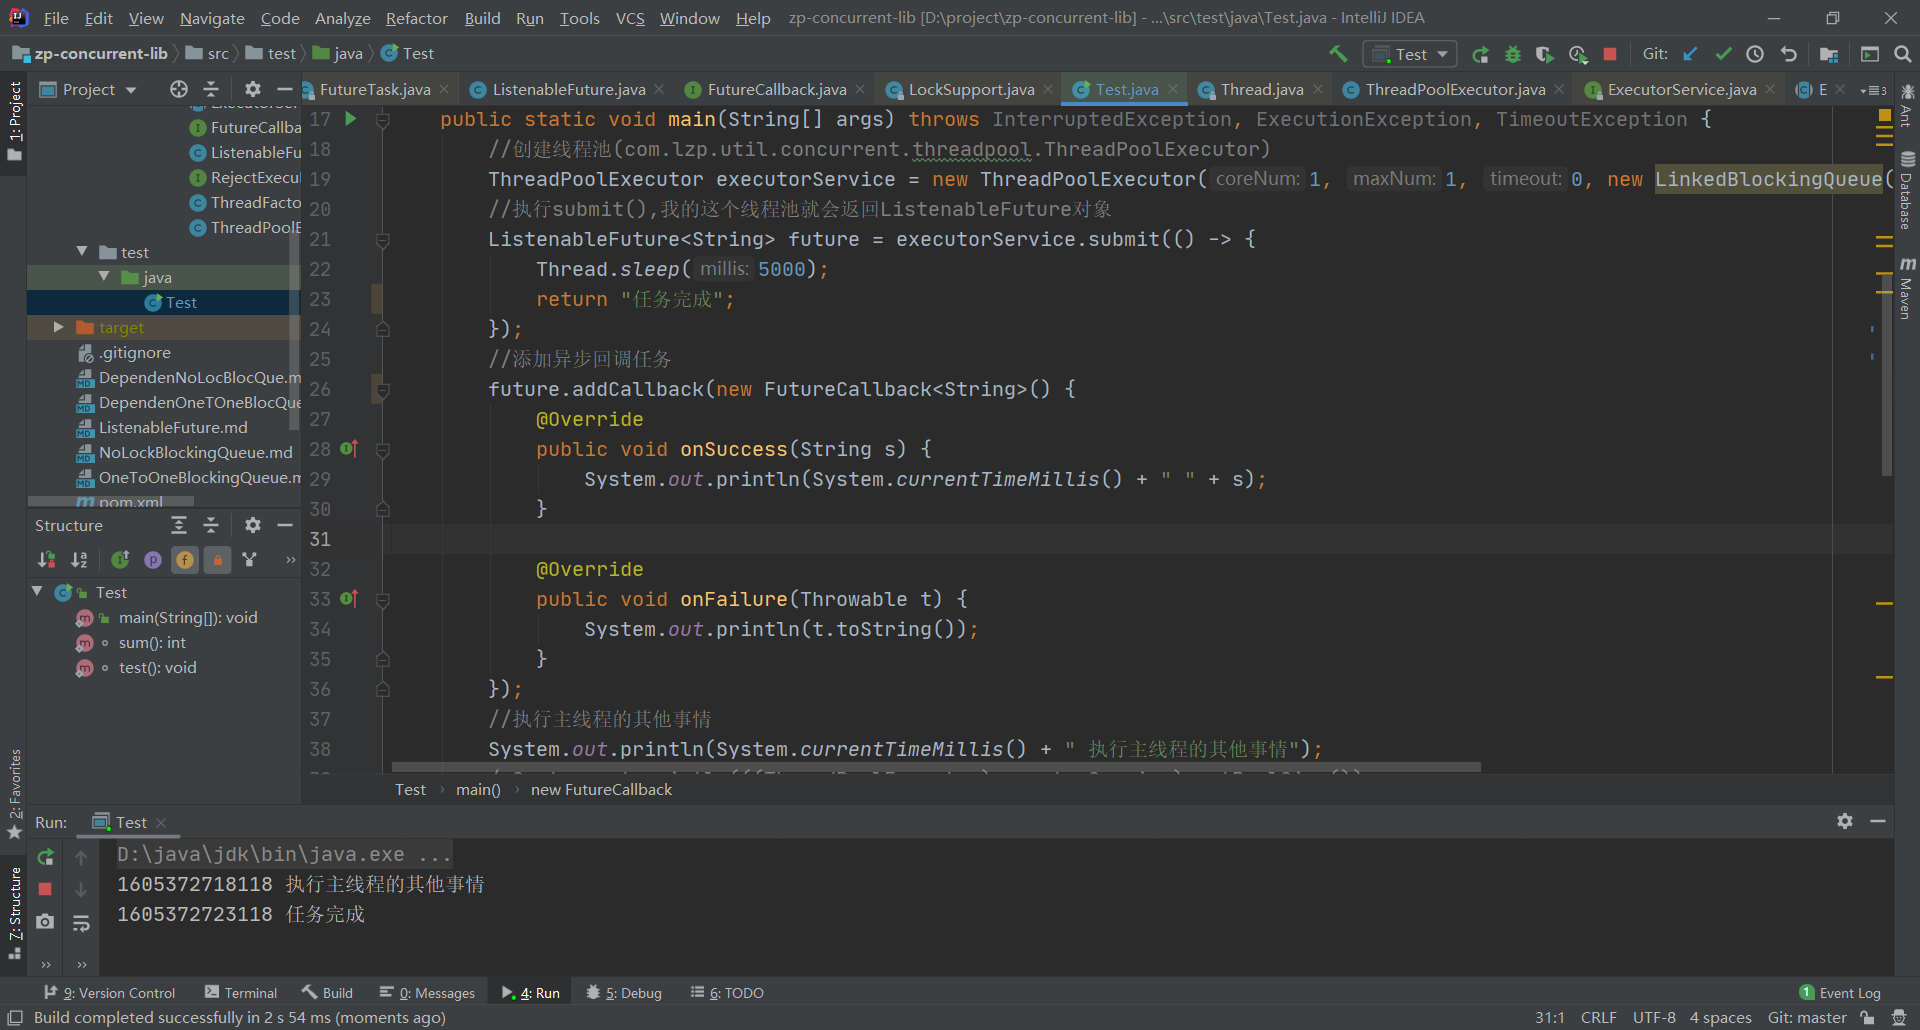 File Edit View Navigate Code Analyze Refactor Build Run Tools VCS Window Help zp-concurrent-lib [D:\project\zp-concurrent-lib] - ...\src\test\java\Test.java - IntelliJ IDEA
zp-concurrent-lib src test java Test
Test Git:
1: Project
Project
FutureTask.java ListenableFuture.java FutureCallback.java LockSupport.java Test.java Thread.java ThreadPoolExecutor.java ExecutorService.java E
FutureCallba
ListenableFu
RejectExecu
ThreadFacto
ThreadPoolE
test
java
Test
target
.gitignore
DependenNoLocBlocQue.m
DependenOneTOneBlocQue
ListenableFuture.md
NoLockBlockingQueue.md
OneToOneBlockingQueue.m
pom.xml
Structure
Test
main(String[]): void
sum(): int
test(): void
17 public static void main(String[] args) throws InterruptedException, ExecutionException, TimeoutException {
18 //创建线程池(com.lzp.util.concurrent.threadpool.ThreadPoolExecutor)
19 ThreadPoolExecutor executorService = new ThreadPoolExecutor( coreNum: 1, maxNum: 1, timeout: 0, new LinkedBlockingQueue(
20 //执行submit(),我的这个线程池就会返回ListenableFuture对象
21 ListenableFuture<String> future = executorService.submit(() -> {
22 Thread.sleep( millis: 5000);
23 return "任务完成";
24 });
25 //添加异步回调任务
26 future.addCallback(new FutureCallback<String>() {
27 @Override
28 public void onSuccess(String s) {
29 System.out.println(System.currentTimeMillis() + " " + s);
30 }
31
32 @Override
33 public void onFailure(Throwable t) {
34 System.out.println(t.toString());
35 }
36 });
37 //执行主线程的其他事情
38 System.out.println(System.currentTimeMillis() + " 执行主线程的其他事情");
Test main() new FutureCallback
Ant
Database
Maven
2: Favorites
7: Structure
Run: Test
D:\java\jdk\bin\java.exe ...
1605372718118 执行主线程的其他事情
1605372723118 任务完成
9: Version Control Terminal Build 0: Messages 4: Run 5: Debug 6: TODO 1 Event Log
Build completed successfully in 2 s 54 ms (moments ago) 31:1 CRLF UTF-8 4 spaces Git: master